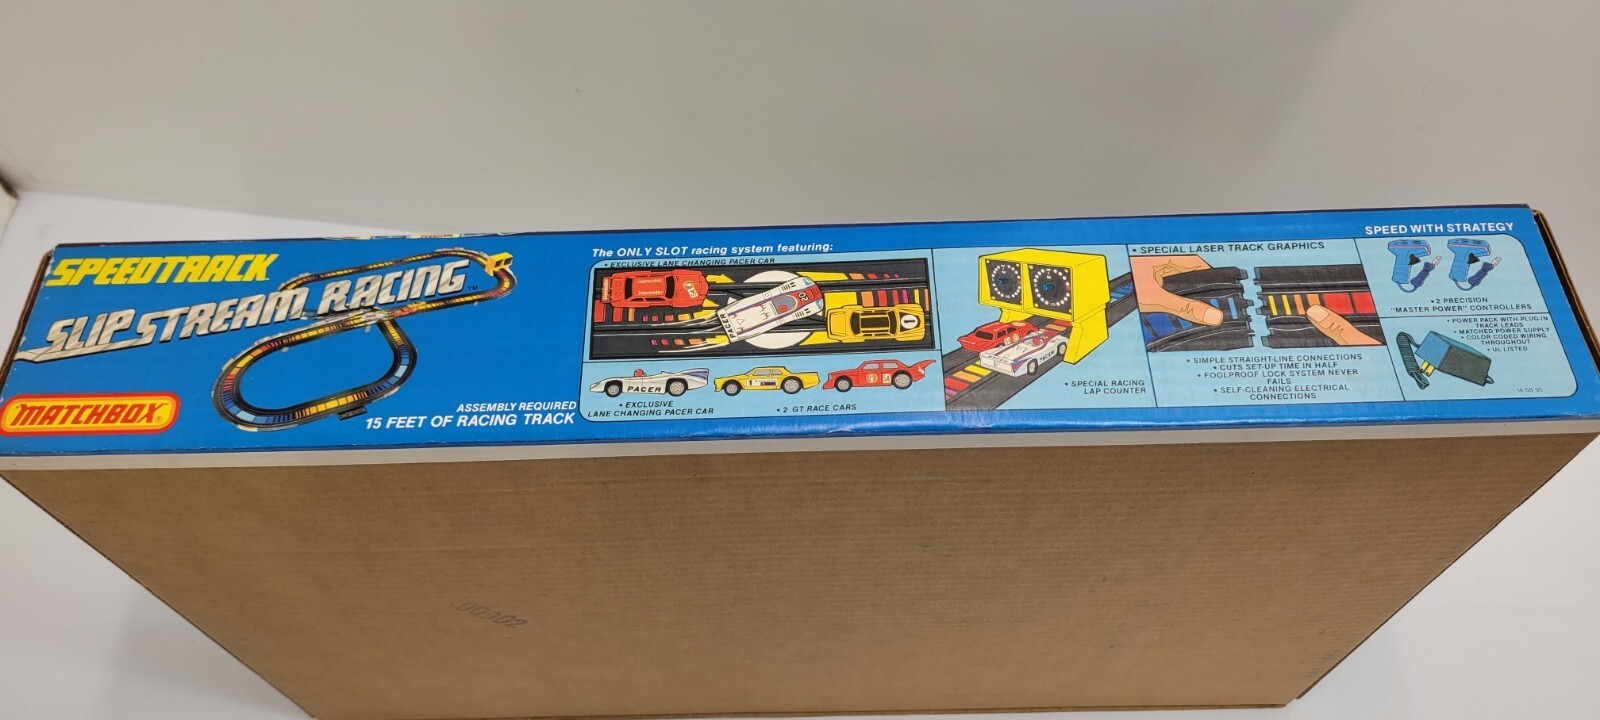 SPEEDTRACK
SLIPSTREAM RACING™
MATCHBOX®
ASSEMBLY REQUIRED
15 FEET OF RACING TRACK
The ONLY SLOT racing system featuring:
• EXCLUSIVE LANE CHANGING PACER CAR
PACER
PACER
• EXCLUSIVE
LANE CHANGING PACER CAR
• 2 GT RACE CARS
PACER
• SPECIAL RACING
LAP COUNTER
• SPECIAL LASER TRACK GRAPHICS
• SIMPLE STRAIGHT-LINE CONNECTIONS
• CUTS SET-UP TIME IN HALF
• FOOLPROOF LOCK SYSTEM NEVER
FAILS
• SELF-CLEANING ELECTRICAL
CONNECTIONS
SPEED WITH STRATEGY
• 2 PRECISION
"MASTER POWER" CONTROLLERS
• POWER PACK WITH PLUG-IN
TRACK LEADS
• MATCHED POWER SUPPLY
• COLOR CODED WIRING
THROUGHOUT
• UL LISTED